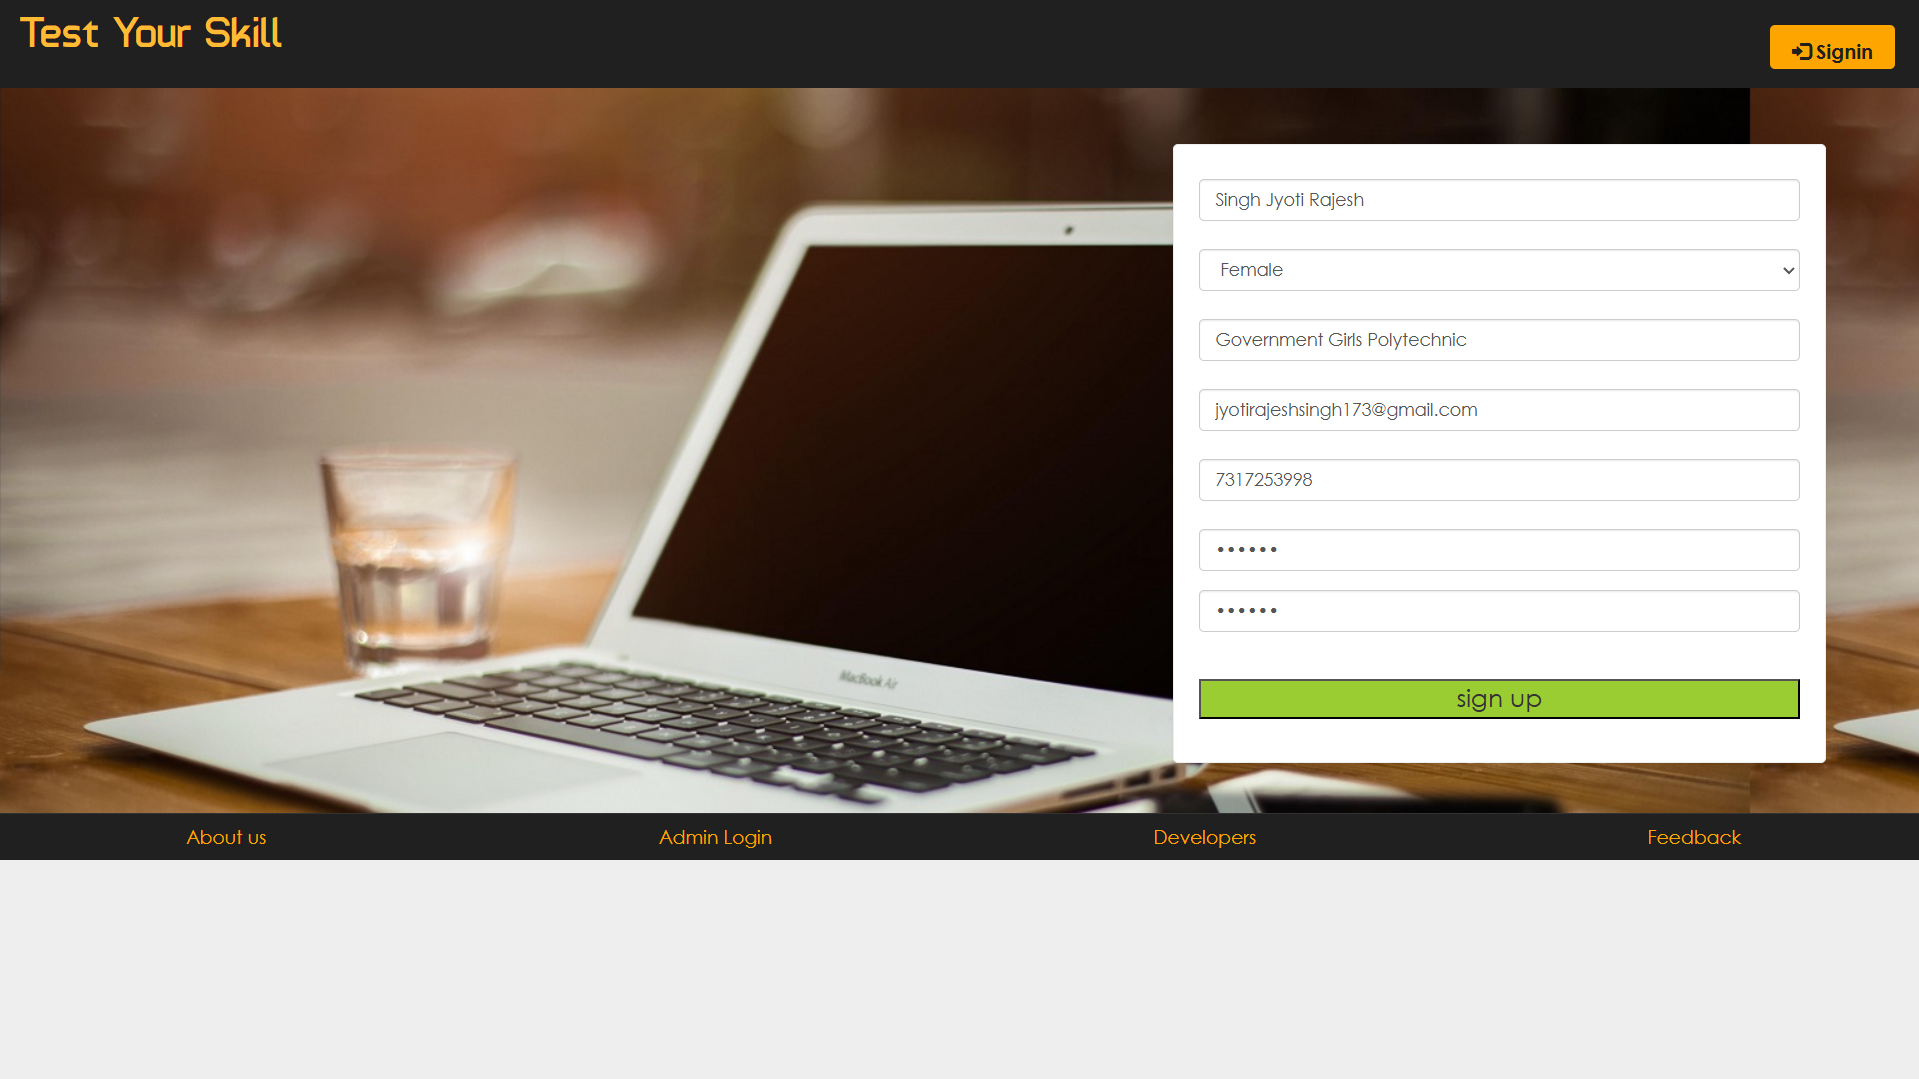 Test Your Skill
Signin
Singh Jyoti Rajesh
Female
Government Girls Polytechnic
jyotirajeshsingh173@gmail.com
7317253998
••••••
••••••
MacBook Air
sign up
About us
Admin Login
Developers
Feedback